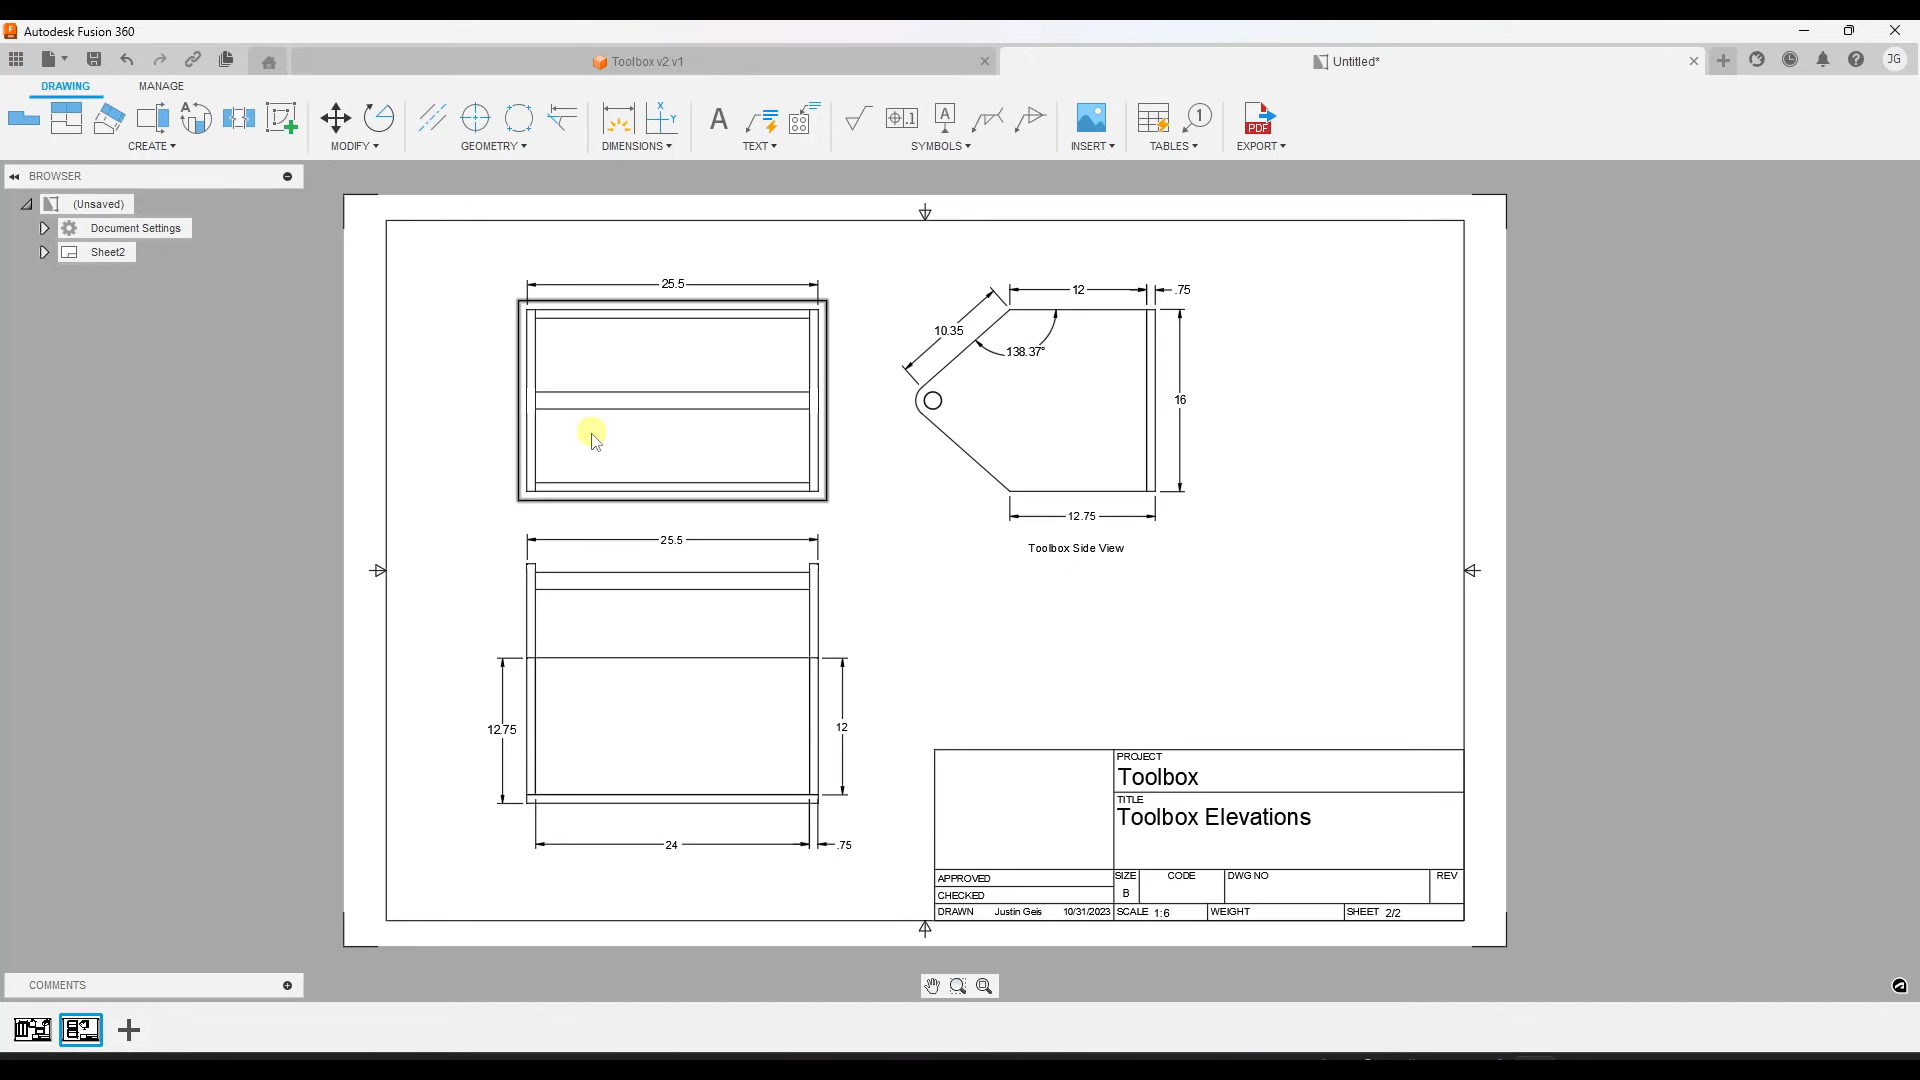 Autodesk Fusion 360
Toolbox v2 v1
Untitled*
JG
DRAWING
MANAGE
A
X
Y
A
A
1
PDF
CREATE
MODIFY
GEOMETRY
DIMENSIONS
TEXT
SYMBOLS
INSERT
TABLES
EXPORT
BROWSER
(Unsaved)
Document Settings
Sheet2
25.5
12
.75
10.35
138.37°
16
12.75
Toolbox Side View
25.5
12.75
12
24
.75
PROJECT
Toolbox
TITLE
Toolbox Elevations
APPROVED
CHECKED
DRAWN Justin Geis 10/31/2023
SIZE
B
CODE
DWG NO
REV
SCALE 1:6
WEIGHT
SHEET 2/2
COMMENTS